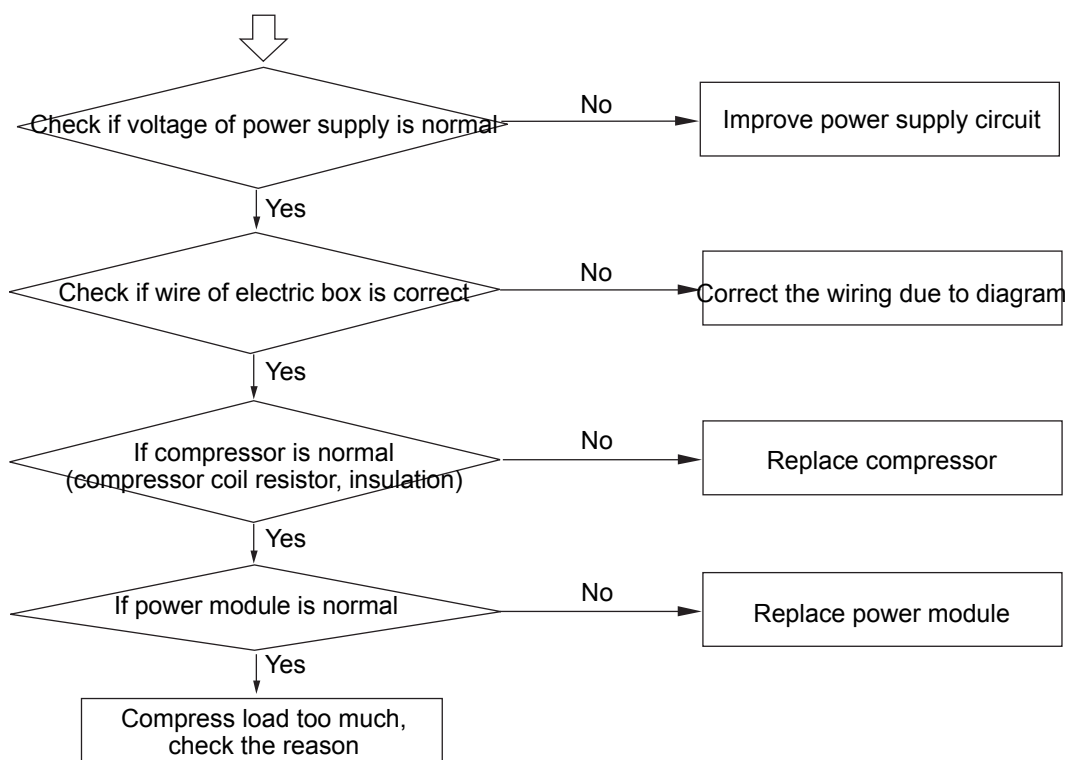 Check if voltage of power supply is normal
No
Improve power supply circuit
Yes
Check if wire of electric box is correct
No
Correct the wiring due to diagram
Yes
If compressor is normal
(compressor coil resistor, insulation)
No
Replace compressor
Yes
If power module is normal
No
Replace power module
Yes
Compress load too much,
check the reason